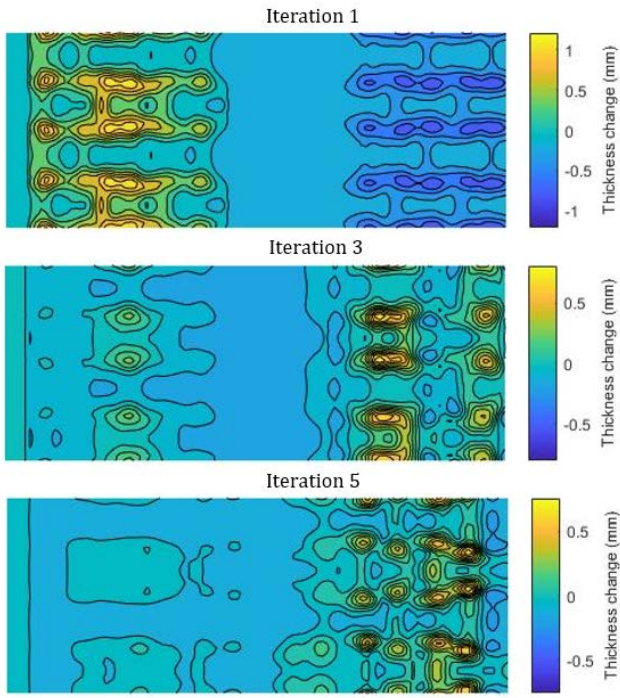 Iteration 1
1
0.5
0
-0.5
-1
Thickness change (mm)
Iteration 3
0.5
0
-0.5
Thickness change (mm)
Iteration 5
0.5
0
-0.5
Thickness change (mm)